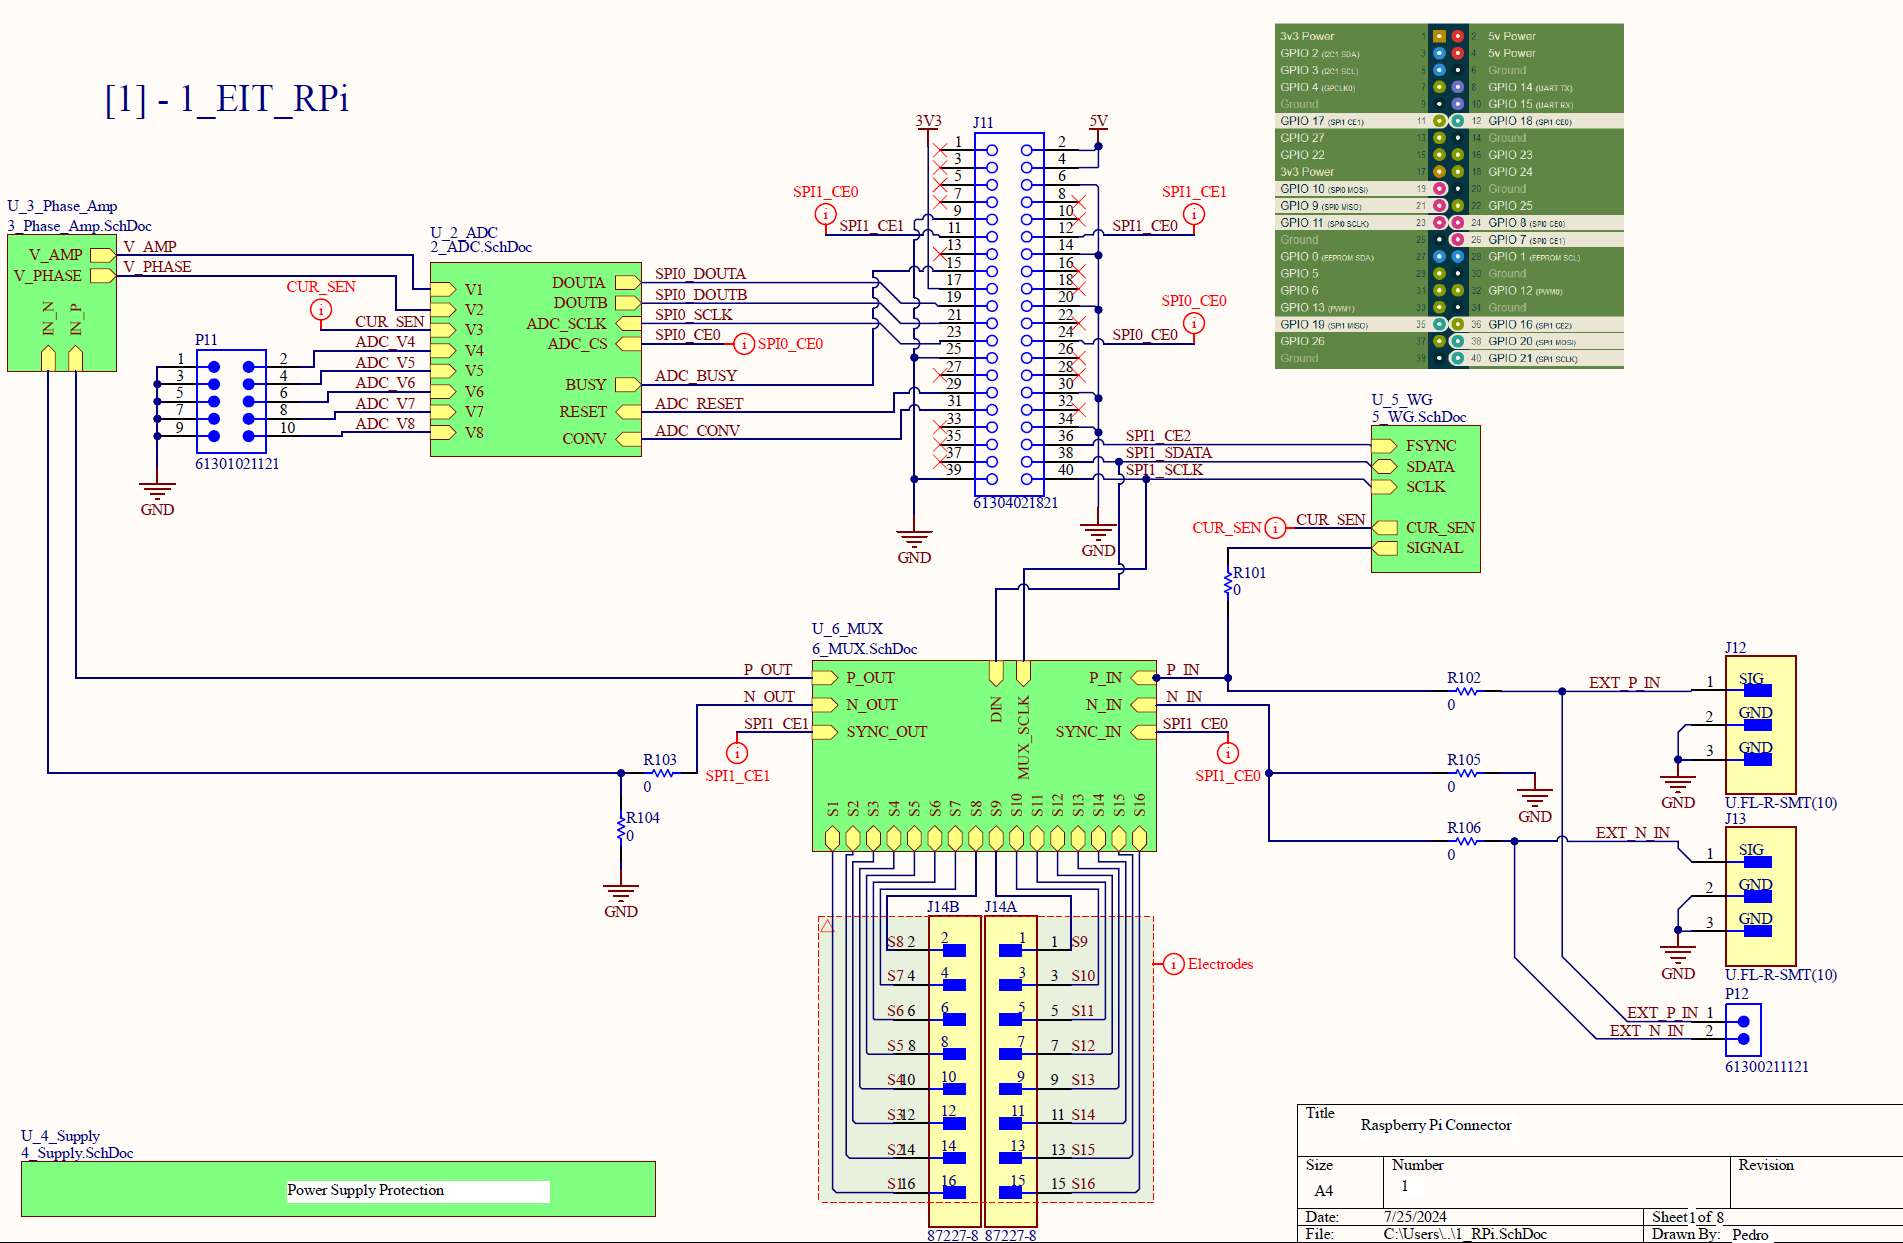 [1] - 1_EIT_RPi
3v3 Power 1 2 5v Power
GPIO 2 (I2C1 SDA) 3 4 5v Power
GPIO 3 (I2C1 SCL) 5 6 Ground
GPIO 4 (GPCLK0) 7 8 GPIO 14 (UART TX)
Ground 9 10 GPIO 15 (UART RX)
GPIO 17 (SPI1 CE1) 11 12 GPIO 18 (SPI1 CE0)
GPIO 27 13 14 Ground
GPIO 22 15 16 GPIO 23
3v3 Power 17 18 GPIO 24
GPIO 10 (SPI0 MOSI) 19 20 Ground
GPIO 9 (SPI0 MISO) 21 22 GPIO 25
GPIO 11 (SPI0 SCLK) 23 24 GPIO 8 (SPI0 CE0)
Ground 25 26 GPIO 7 (SPI0 CE1)
GPIO 0 (EEPROM SDA) 27 28 GPIO 1 (EEPROM SCL)
GPIO 5 29 30 Ground
GPIO 6 31 32 GPIO 12 (PWM0)
GPIO 13 (PWM1) 33 34 Ground
GPIO 19 (SPI1 MISO) 35 36 GPIO 16 (SPI1 CE2)
GPIO 26 37 38 GPIO 20 (SPI1 MOSI)
Ground 39 40 GPIO 21 (SPI1 SCLK)
U_3_Phase_Amp
3_Phase_Amp.SchDoc
V_AMP
V_PHASE
IN_N
IN_P
V_AMP
V_PHASE
CUR_SEN
CUR_SEN
ADC_V4
ADC_V5
ADC_V6
ADC_V7
ADC_V8
P11
1 2
3 4
5 6
7 8
9 10
61301021121
GND
U_2_ADC
2_ADC.SchDoc
V1
V2
V3
V4
V5
V6
V7
V8
DOUTA
DOUTB
ADC_SCLK
ADC_CS
BUSY
RESET
CONV
SPI0_DOUTA
SPI0_DOUTB
SPI0_SCLK
SPI0_CE0
SPI0_CE0
ADC_BUSY
ADC_RESET
ADC_CONV
3V3
J11
5V
1 2
3 4
5 6
7 8
9 10
11 12
13 14
15 16
17 18
19 20
21 22
23 24
25 26
27 28
29 30
31 32
33 34
35 36
37 38
39 40
61304021821
GND
GND
SPI1_CE0
SPI1_CE1
SPI1_CE1
SPI1_CE0
SPI0_CE0
SPI0_CE0
SPI1_CE2
SPI1_SDATA
SPI1_SCLK
U_5_WG
5_WG.SchDoc
FSYNC
SDATA
SCLK
CUR_SEN
SIGNAL
CUR_SEN
CUR_SEN
R101
0
U_6_MUX
6_MUX.SchDoc
P_OUT
N_OUT
SYNC_OUT
DIN
MUX_SCLK
P_IN
N_IN
SYNC_IN
S1 S2 S3 S4 S5 S6 S7 S8 S9 S10 S11 S12 S13 S14 S15 S16
P_OUT
N_OUT
SPI1_CE1
SPI1_CE1
P_IN
N_IN
SPI1_CE0
SPI1_CE0
R103
0
R104
0
GND
R102
0
R105
0
GND
R106
0
EXT_P_IN
EXT_N_IN
J12
1 SIG
2 GND
3 GND
GND
U.FL-R-SMT(10)
J13
1 SIG
2 GND
3 GND
GND
U.FL-R-SMT(10)
P12
EXT_P_IN 1
EXT_N_IN 2
61300211121
J14B J14A
S8 2 2 1 1 S9
S7 4 4 3 3 S10
S6 6 6 5 5 S11
S5 8 8 7 7 S12
S4 10 10 9 9 S13
S3 12 12 11 11 S14
S2 14 14 13 13 S15
S1 16 16 15 15 S16
87227-8 87227-8
Electrodes
U_4_Supply
4_Supply.SchDoc
Power Supply Protection
Title
Raspberry Pi Connector
Size Number Revision
A4 1
Date: 7/25/2024 Sheet 1 of 8
File: C:\Users\..\1_RPi.SchDoc Drawn By: Pedro